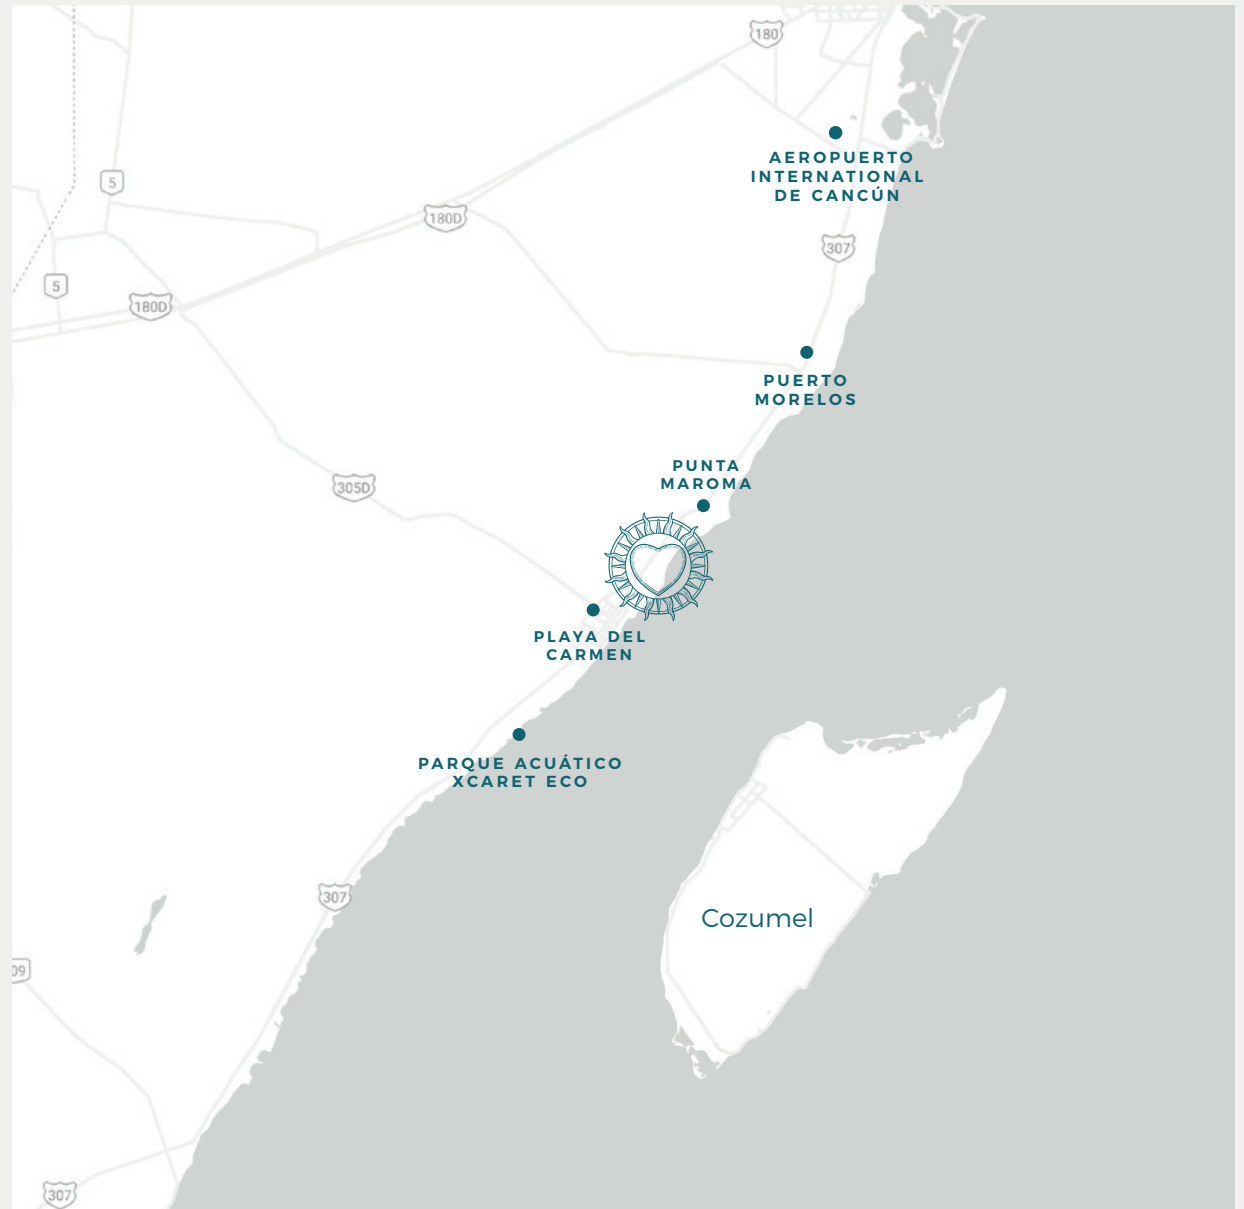 180
AEROPUERTO
INTERNATIONAL
DE CANCÚN
5
180D
307
5
180D
PUERTO
MORELOS
PUNTA
MAROMA
305D
PLAYA DEL
CARMEN
PARQUE ACUÁTICO
XCARET ECO
307
Cozumel
09
307